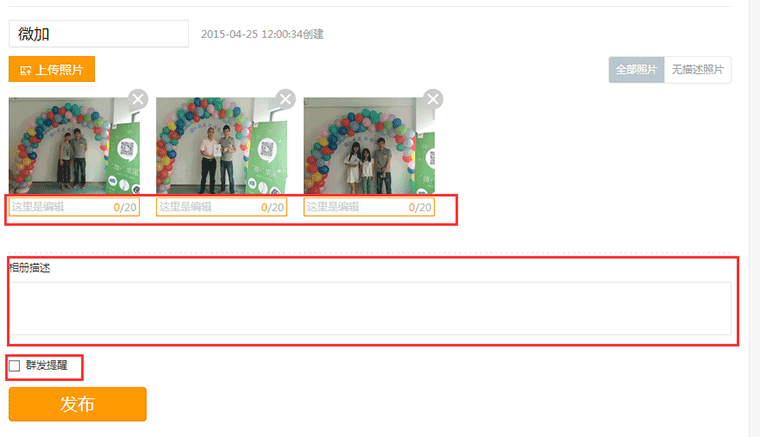 微加
2015-04-25 12:00:34创建
上传照片
全部照片 无描述照片
这里是编辑 0/20 这里是编辑 0/20 这里是编辑 0/20
相册描述
群发提醒
发布